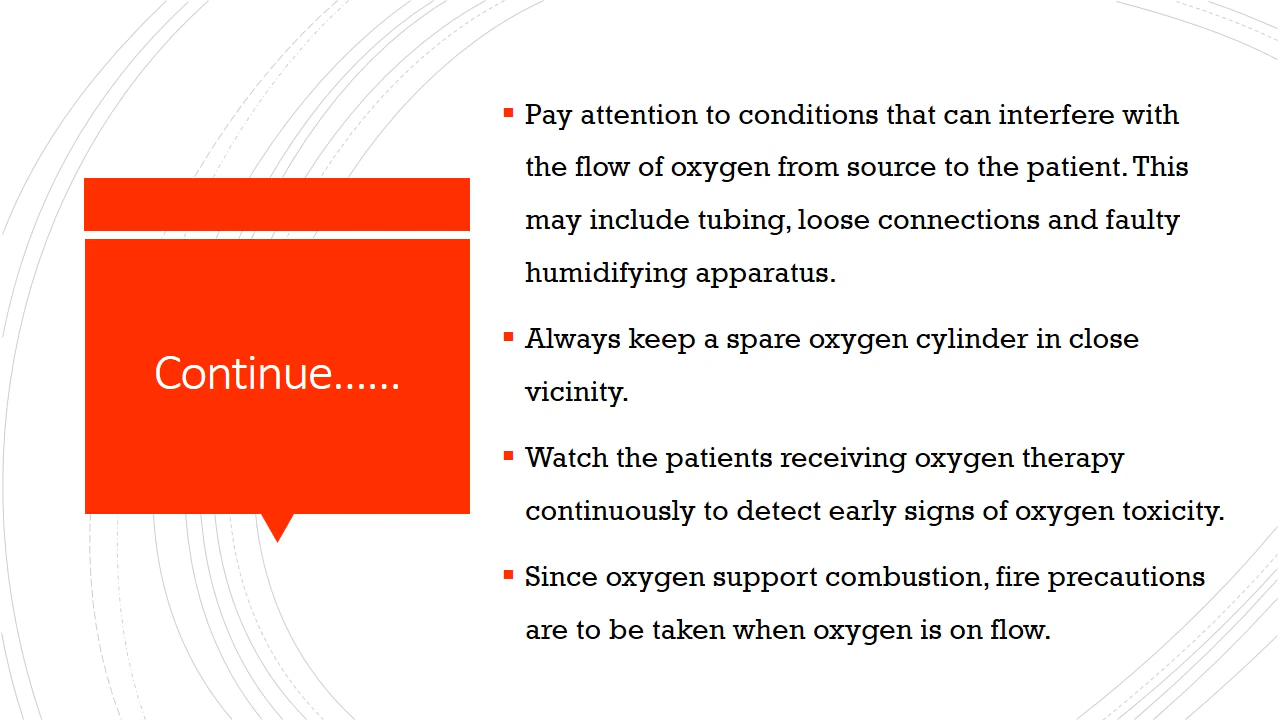 Continue......
Pay attention to conditions that can interfere with
the flow of oxygen from source to the patient. This
may include tubing, loose connections and faulty
humidifying apparatus.
Always keep a spare oxygen cylinder in close
vicinity.
Watch the patients receiving oxygen therapy
continuously to detect early signs of oxygen toxicity.
Since oxygen support combustion, fire precautions
are to be taken when oxygen is on flow.